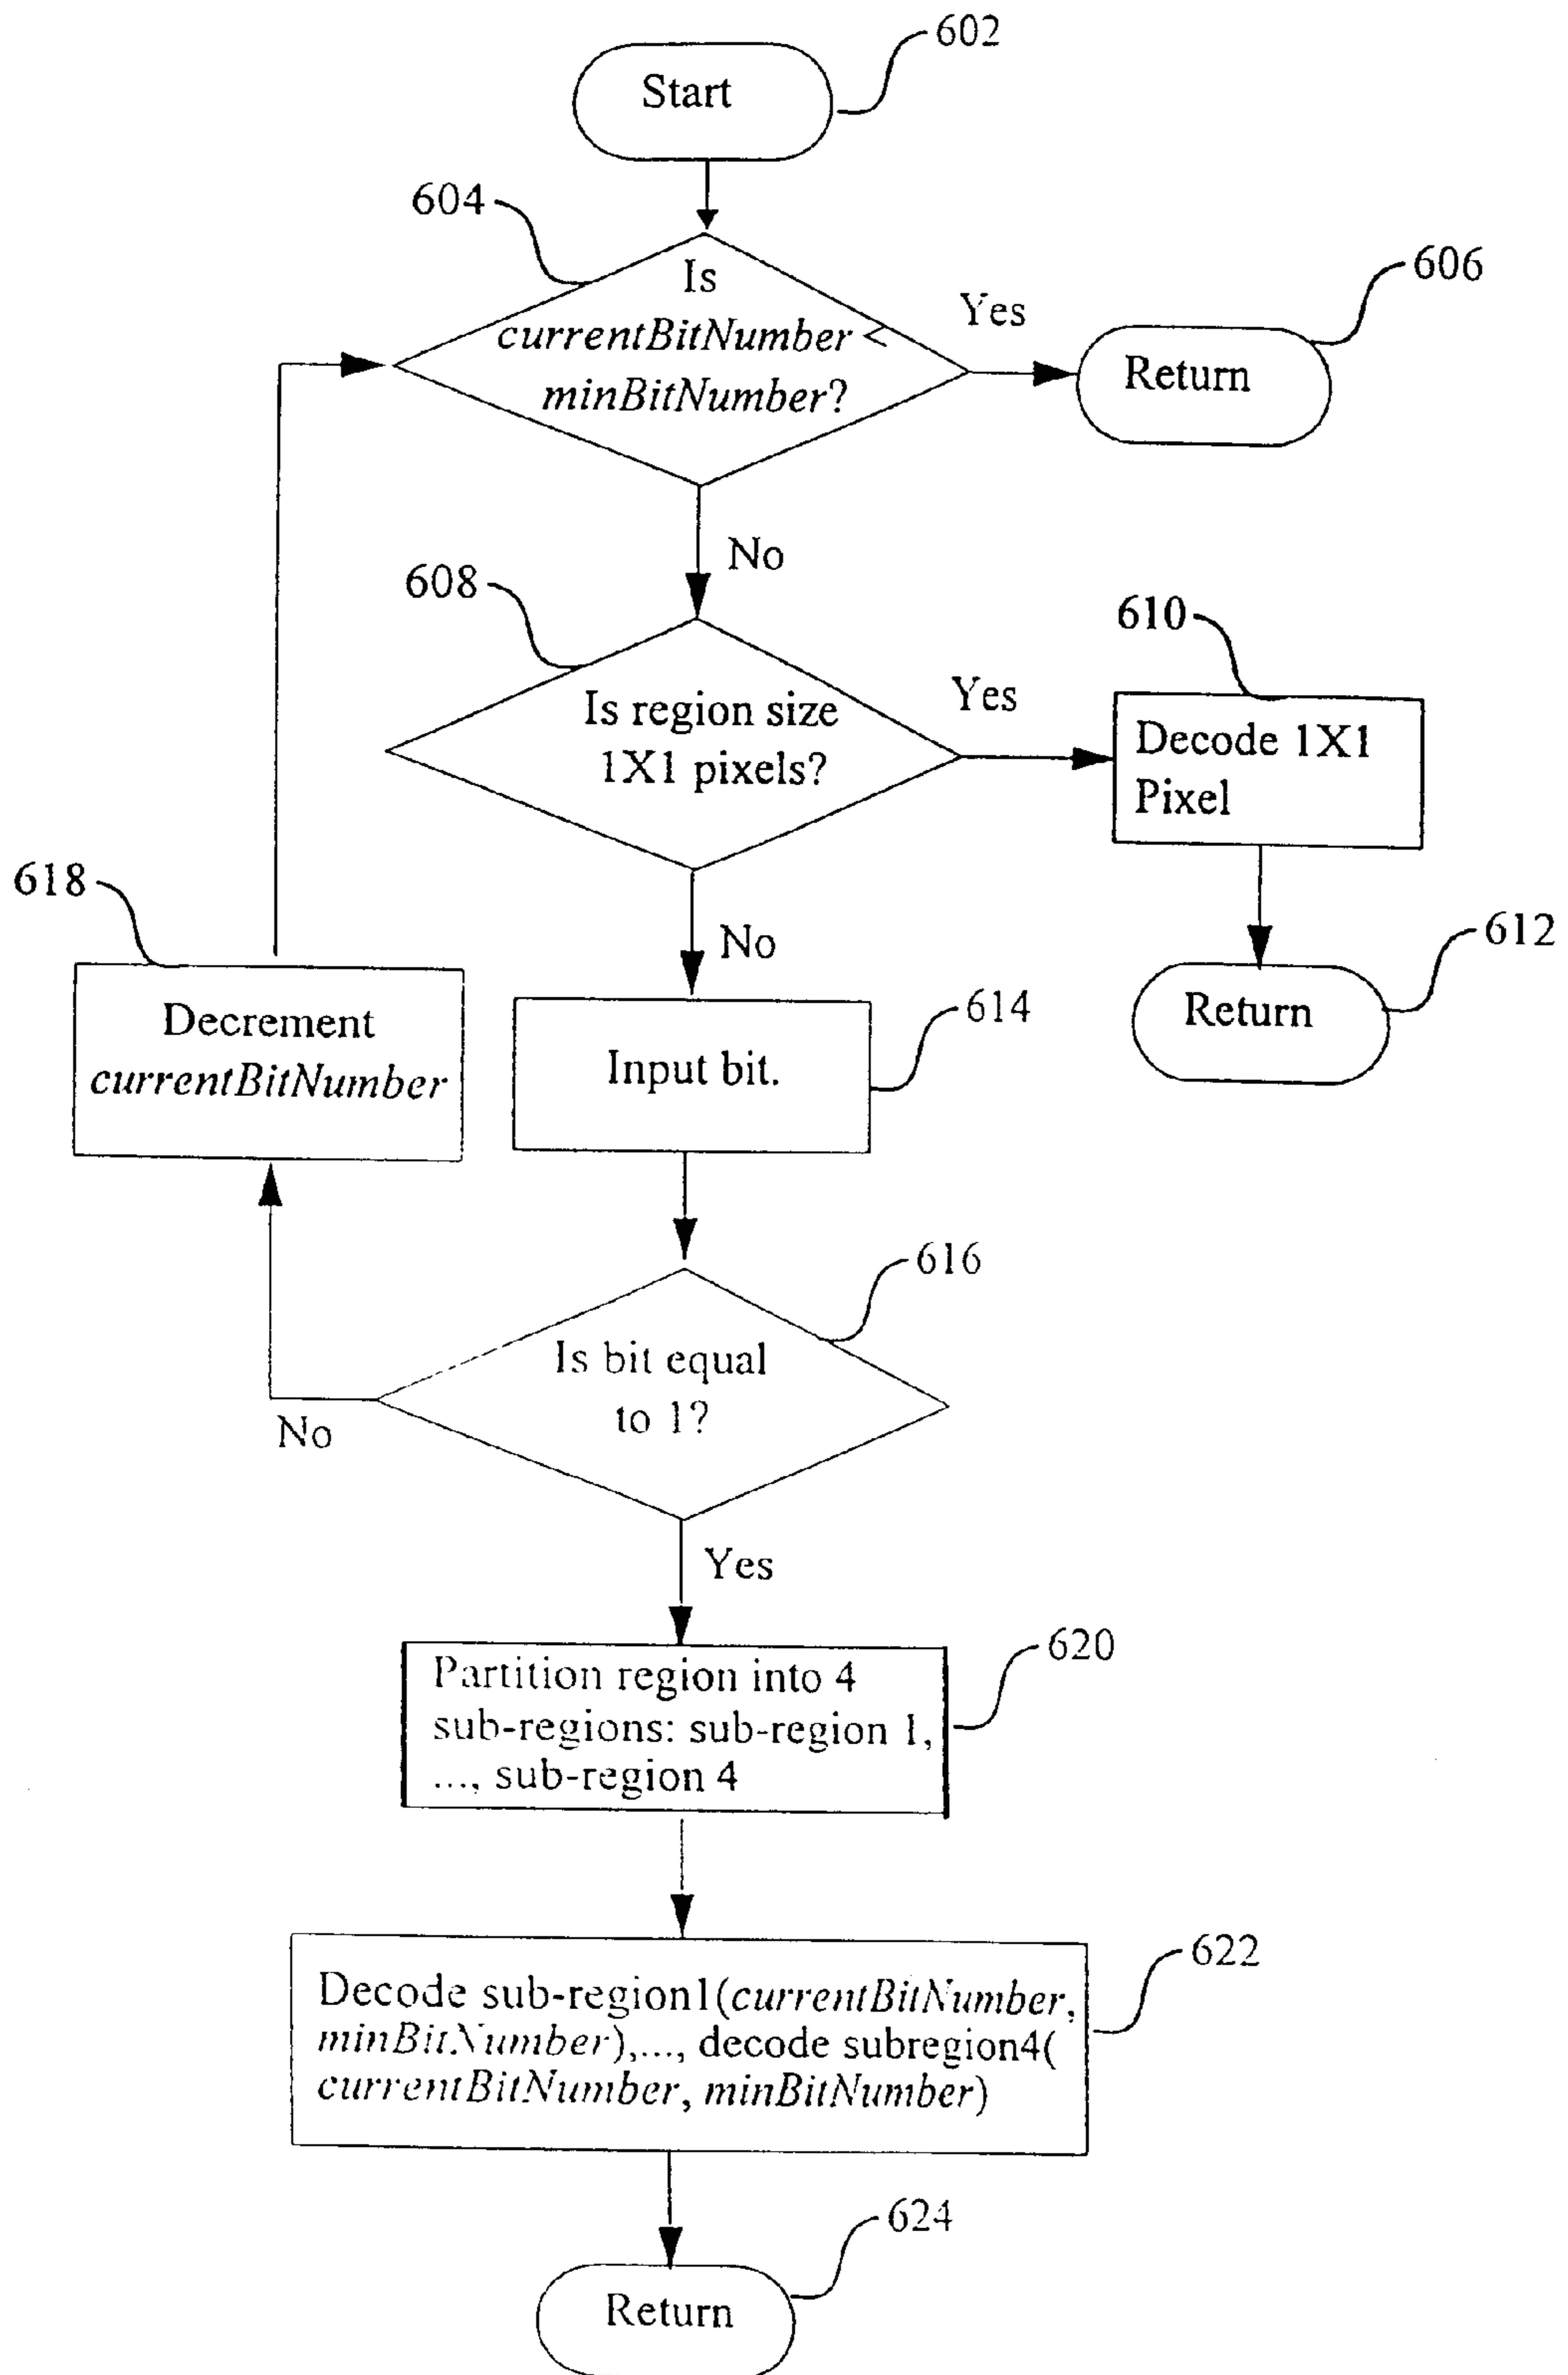 602
Start
604
Is
currentBitNumber <
minBitNumber?
Yes
606
Return
No
608
Is region size
1X1 pixels?
Yes
610
Decode 1X1
Pixel
618
No
612
Return
Decrement
currentBitNumber
614
Input bit.
616
Is bit equal
to 1?
No
Yes
620
Partition region into 4
sub-regions: sub-region 1,
..., sub-region 4
622
Decode sub-region1(currentBitNumber,
minBitNumber),..., decode subregion4(
currentBitNumber, minBitNumber)
624
Return